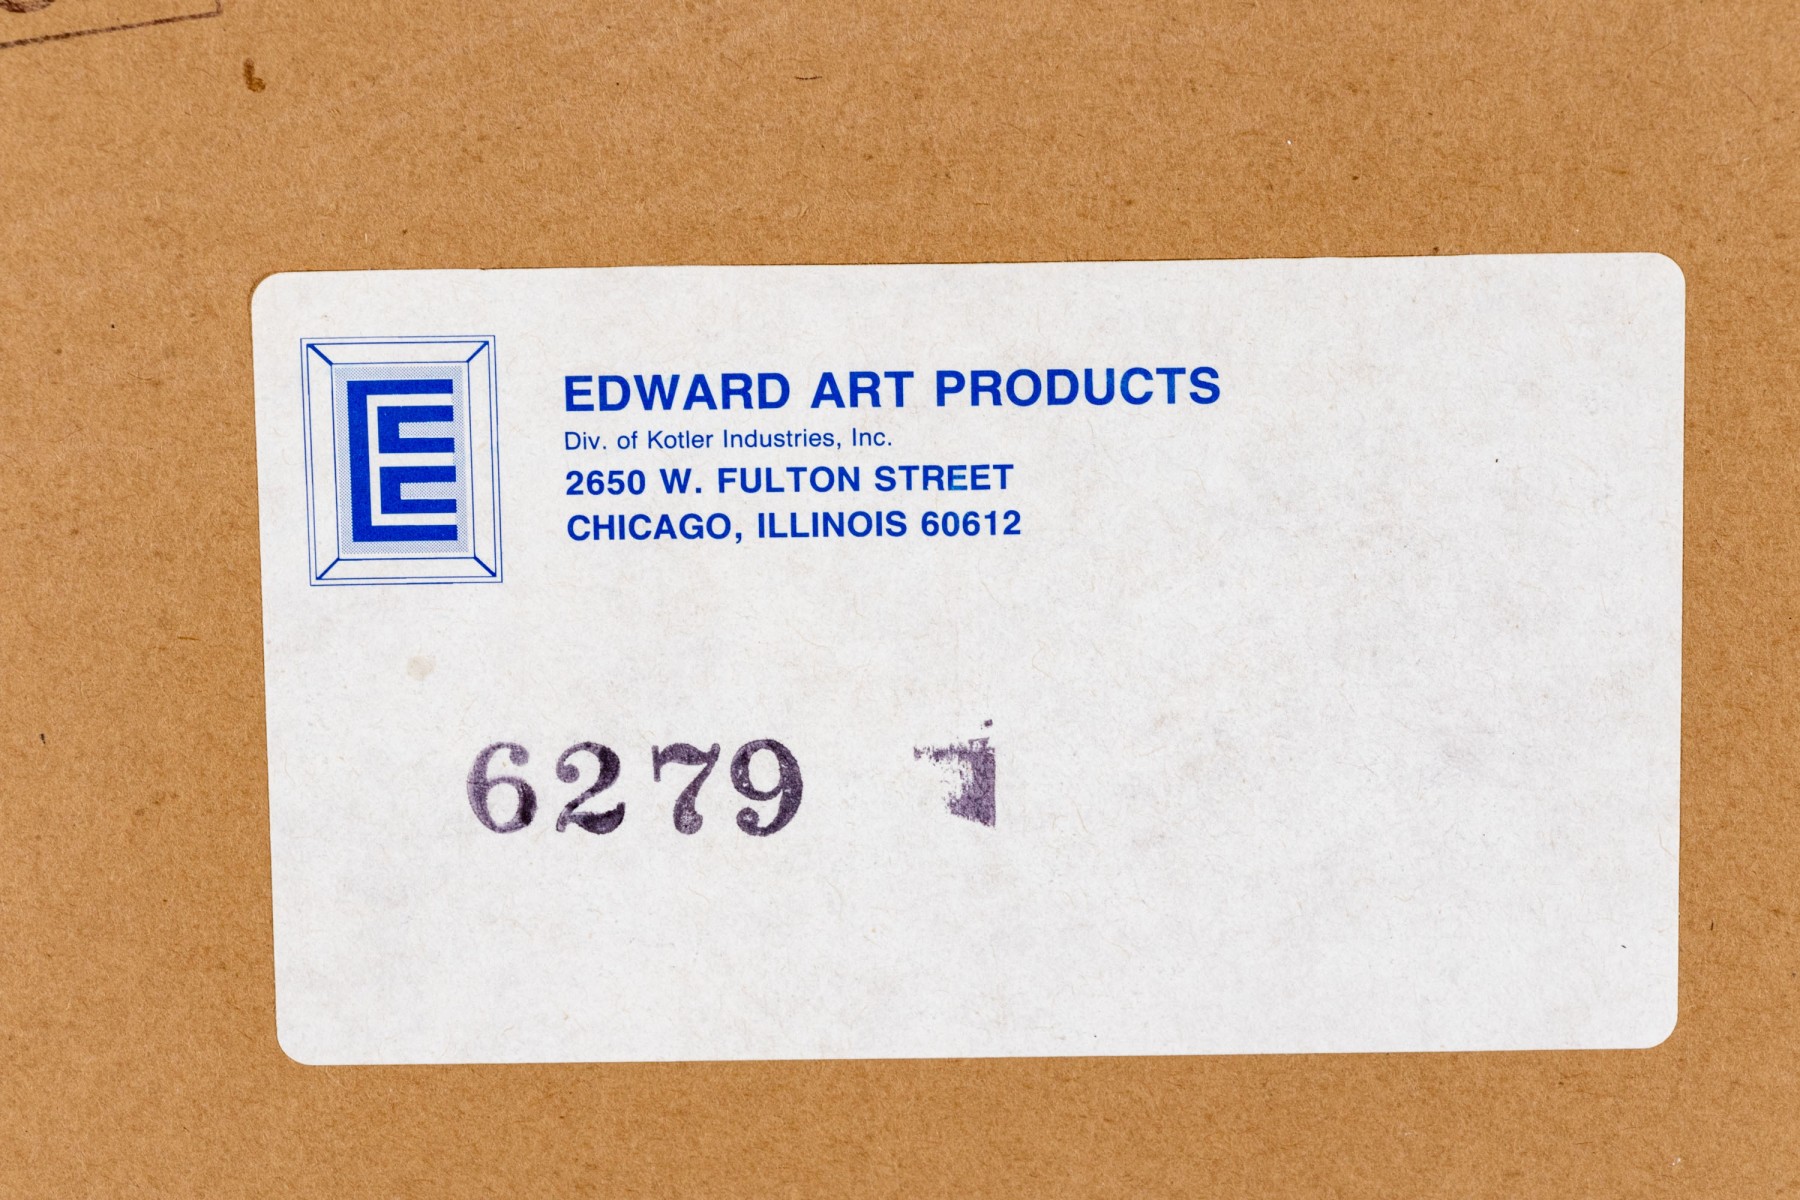 EDWARD ART PRODUCTS
Div. of Kotler Industries, Inc.
2650 W. FULTON STREET
CHICAGO, ILLINOIS 60612
6279